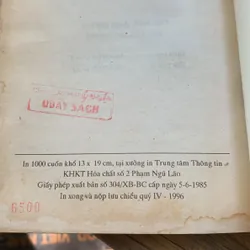 QUẦY SÁCH
In 1000 cuốn khổ 13 x 19 cm, tại xưởng in Trung tâm Thông tin
KHKT Hóa chất số 2 Phạm Ngũ Lão
Giấy phép xuất bản số 304/XB-BC cấp ngày 5-6-1985
In xong và nộp lưu chiểu quý IV - 1996
6500